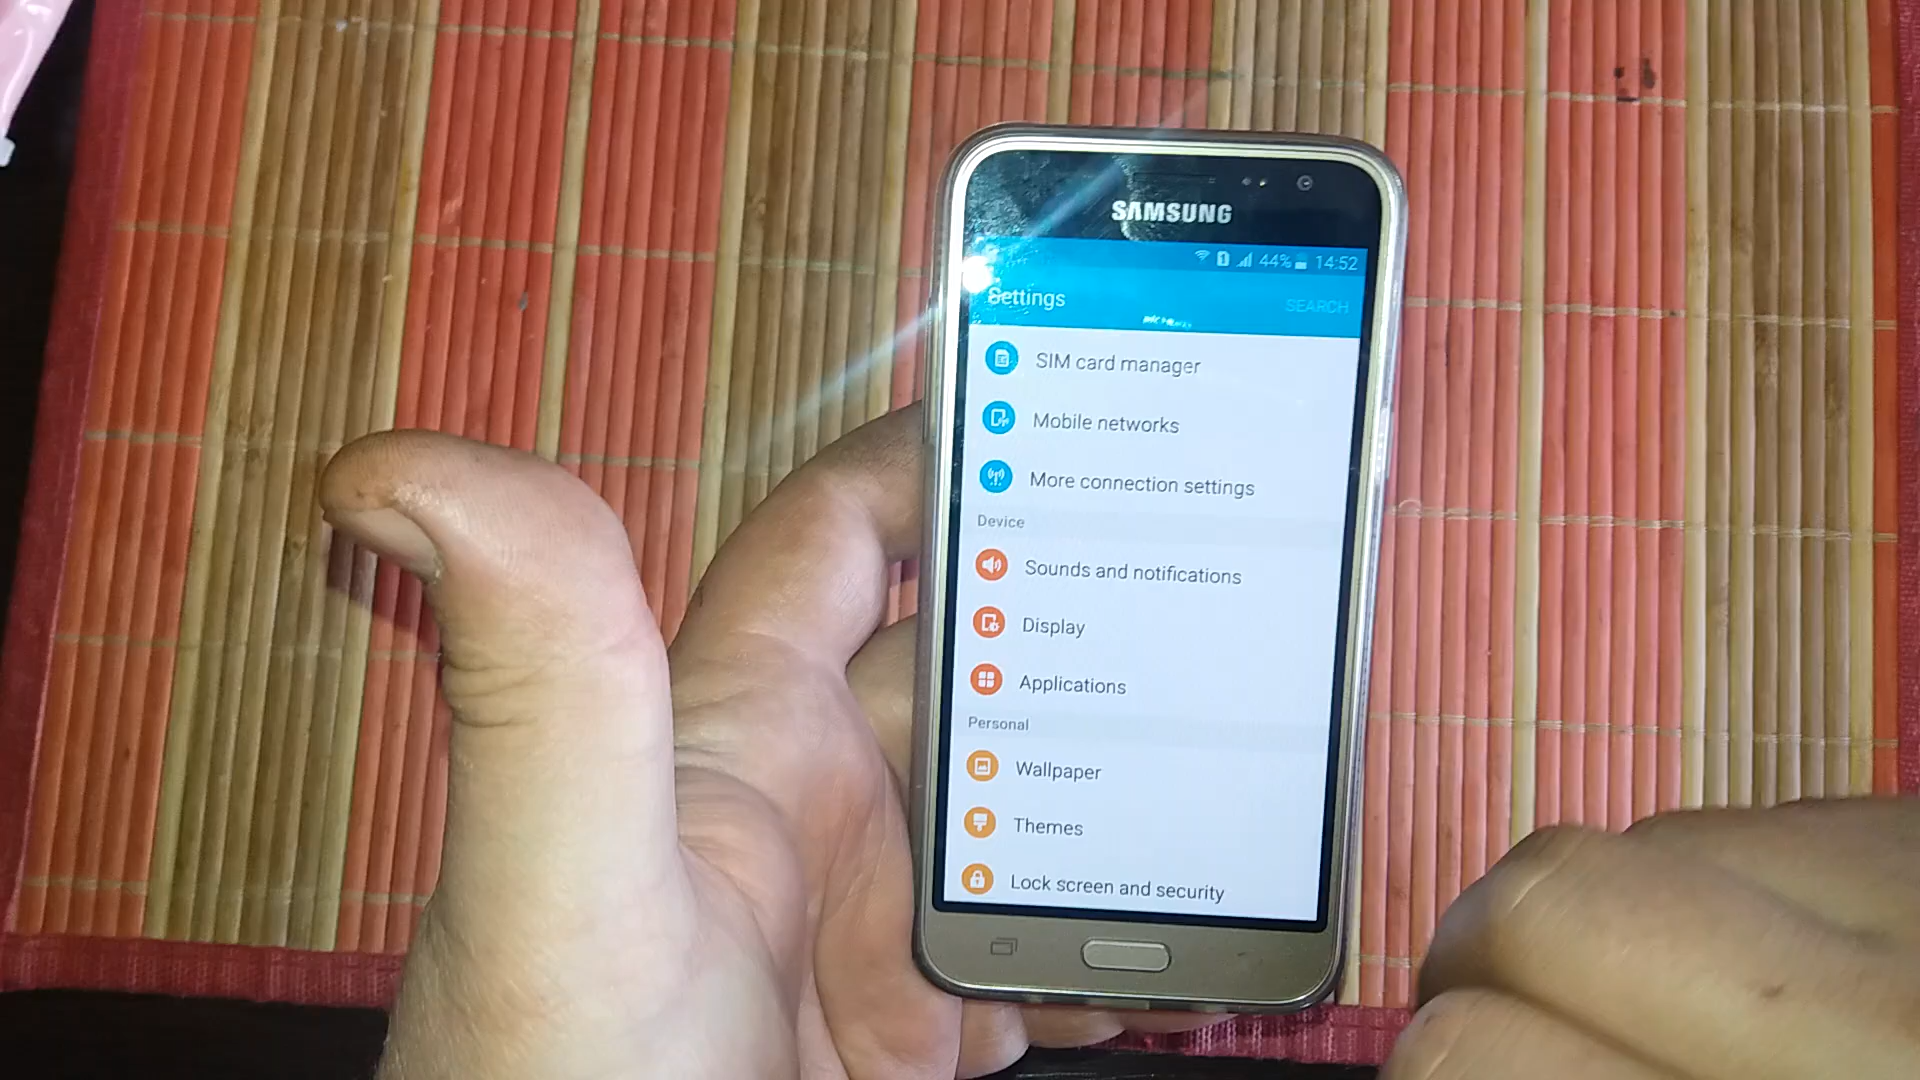 SAMSUNG
1 44% 14:52
Settings SEARCH
SIM card manager
Mobile networks
More connection settings
Device
Sounds and notifications
Display
Applications
Personal
Wallpaper
Themes
Lock screen and security